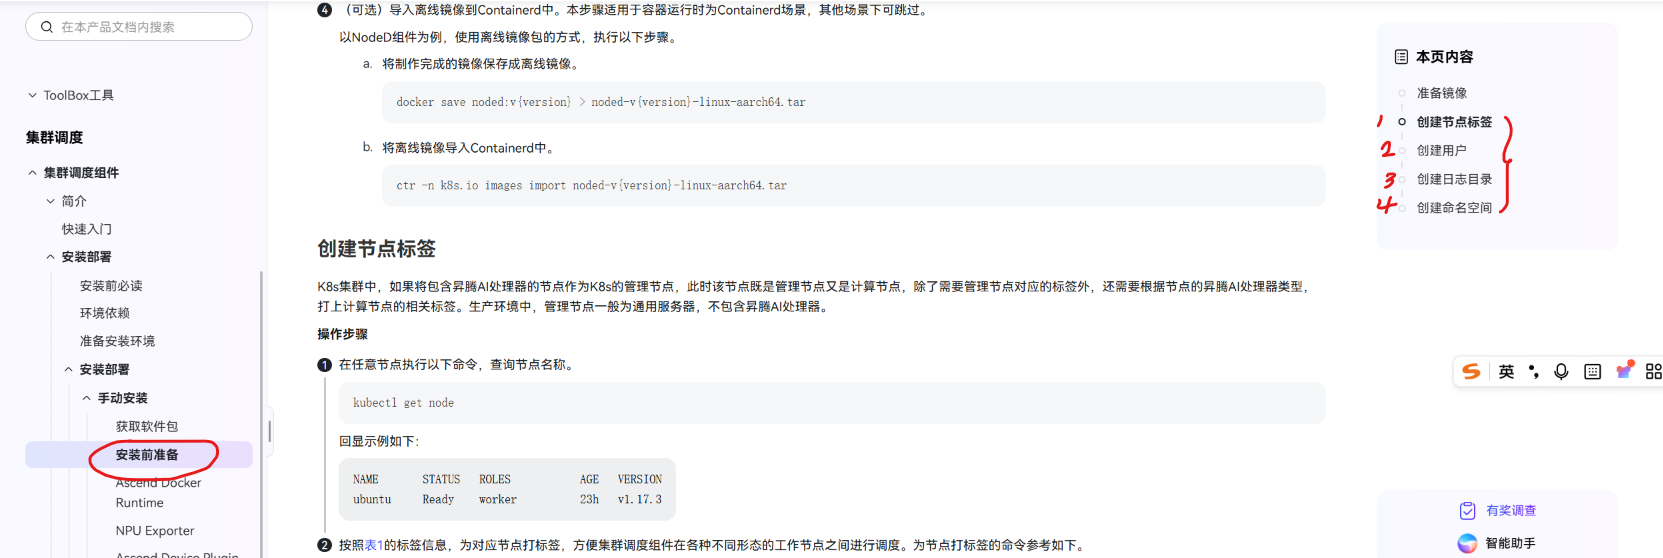 在本产品文档内搜索
ToolBox工具
集群调度
集群调度组件
简介
快速入门
安装部署
安装前必读
环境依赖
准备安装环境
安装部署
手动安装
获取软件包
安装前准备
Ascend Docker
Runtime
NPU Exporter
Ascend Device Plugin
4 （可选）导入离线镜像到Containerd中。本步骤适用于容器运行时为Containerd场景，其他场景下可跳过。
以NodeD组件为例，使用离线镜像包的方式，执行以下步骤。
a. 将制作完成的镜像保存成离线镜像。
docker save noded:v{version} > noded-v{version}-linux-aarch64.tar
b. 将离线镜像导入Containerd中。
ctr -n k8s.io images import noded-v{version}-linux-aarch64.tar
创建节点标签
K8s集群中，如果将包含昇腾AI处理器的节点作为K8s的管理节点，此时该节点既是管理节点又是计算节点，除了需要管理节点对应的标签外，还需要根据节点的昇腾AI处理器类型，
打上计算节点的相关标签。生产环境中，管理节点一般为通用服务器，不包含昇腾AI处理器。
操作步骤
1 在任意节点执行以下命令，查询节点名称。
kubectl get node
回显示例如下：
NAME STATUS ROLES AGE VERSION
ubuntu Ready worker 23h v1.17.3
2 按照表1的标签信息，为对应节点打标签，方便集群调度组件在各种不同形态的工作节点之间进行调度。为节点打标签的命令参考如下。
本页内容
准备镜像
1 创建节点标签
2 创建用户
3 创建日志目录
4 创建命名空间
S 英
有奖调查
智能助手